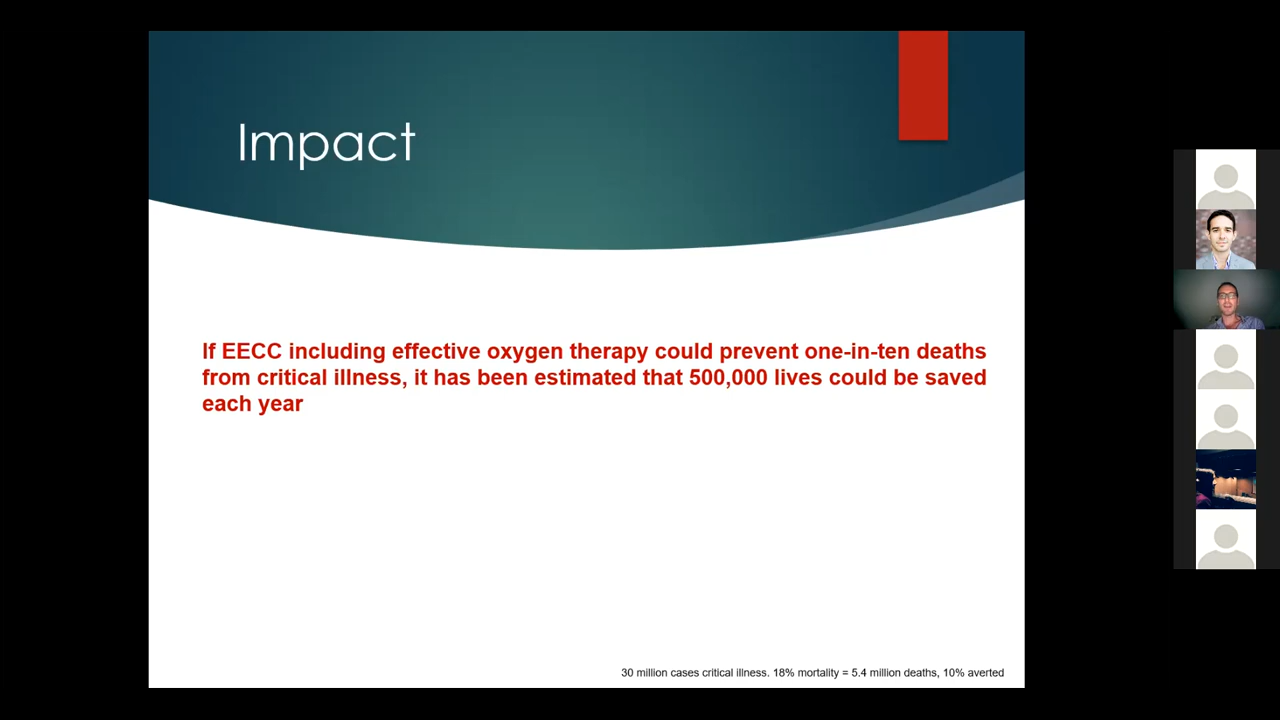 Impact
If EECC including effective oxygen therapy could prevent one-in-ten deaths
from critical illness, it has been estimated that 500,000 lives could be saved
each year
30 million cases critical illness. 18% mortality = 5.4 million deaths, 10% averted